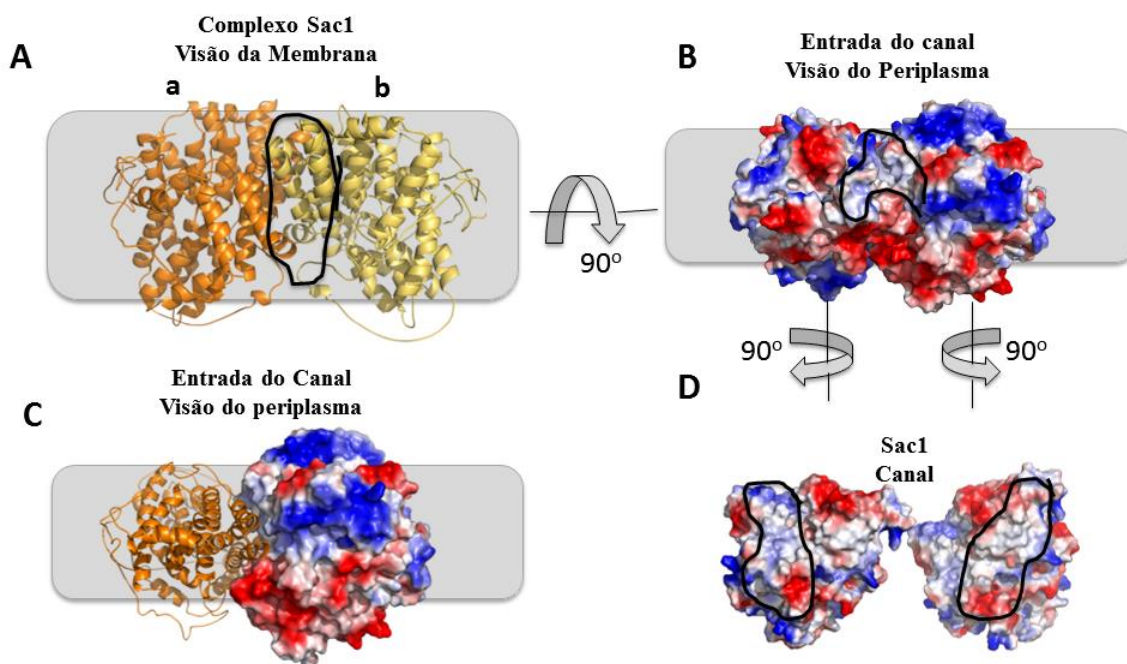 Complexo Sac1
Visão da Membrana
A
a
b
Entrada do canal
Visão do Periplasma
B
90º
90º
90º
Entrada do Canal
Visão do periplasma
C
D
Sac1
Canal